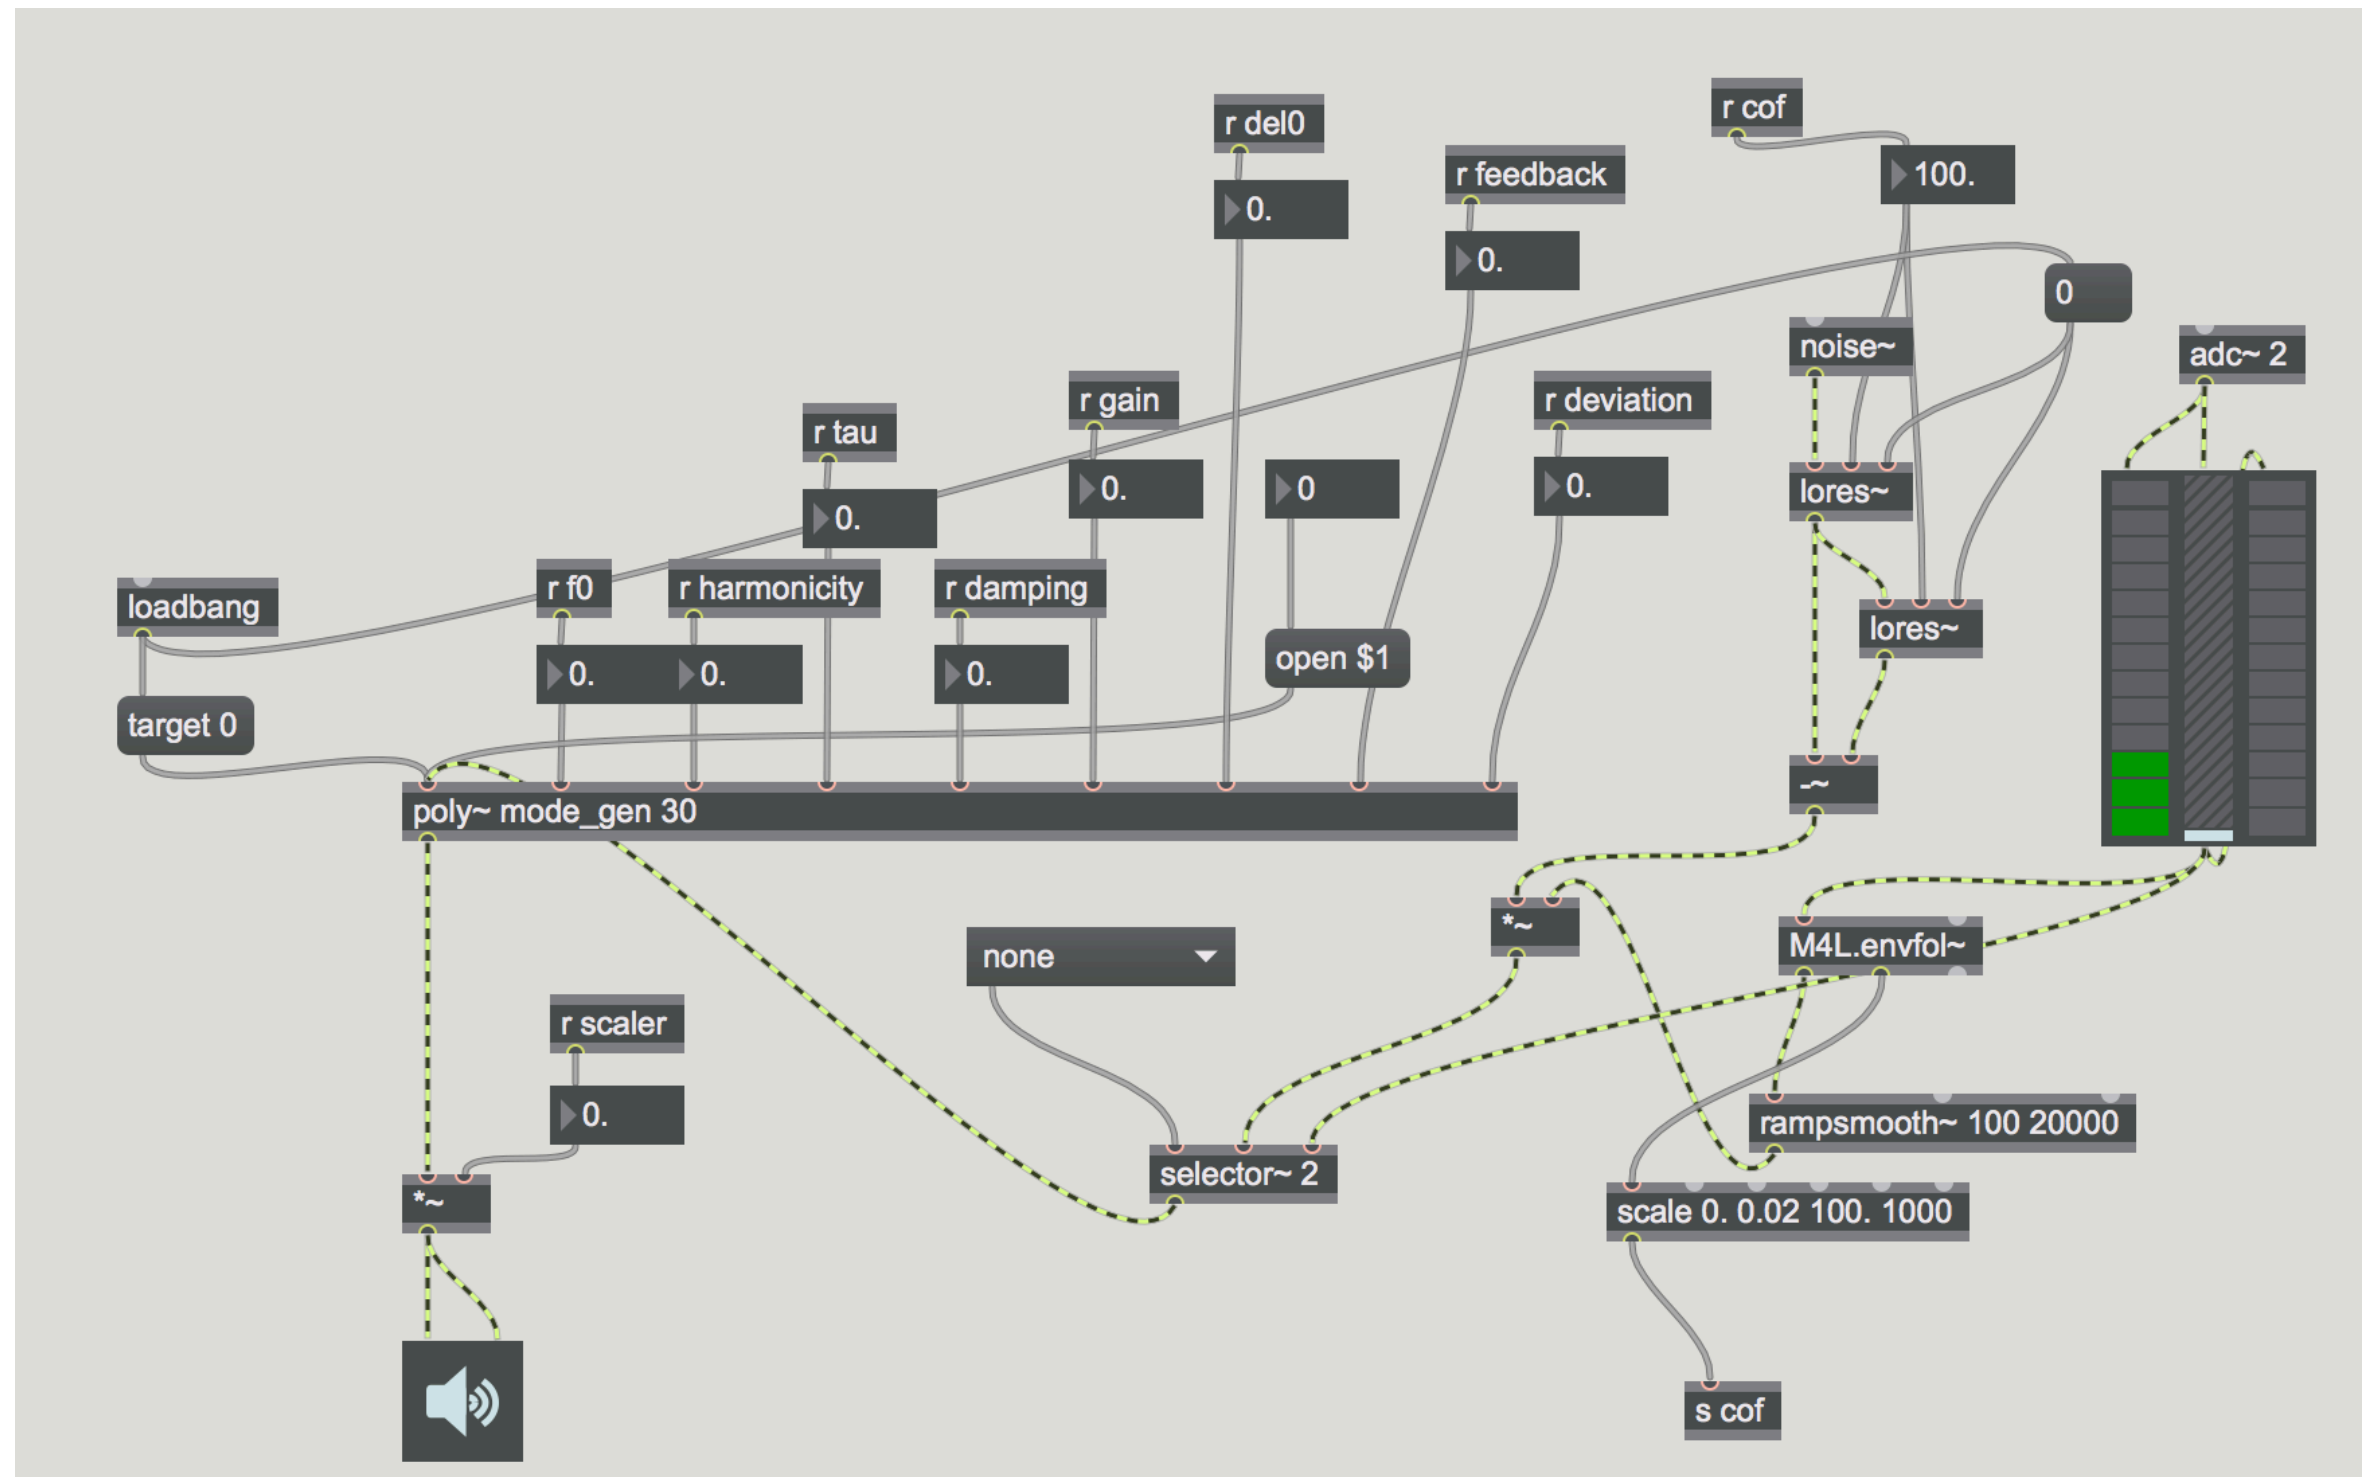 r cof
r del0
100.
r feedback
0.
0.
0
noise~
adc~ 2
r gain
r deviation
r tau
0.
0
0.
lores~
0.
loadbang
r f0
r harmonicity
r damping
lores~
open $1
0.
0.
0.
target 0
-~
poly~ mode_gen 30
*~
M4L.envfol~
none
r scaler
0.
rampsmooth~ 100 20000
selector~ 2
*~
scale 0. 0.02 100. 1000
s cof